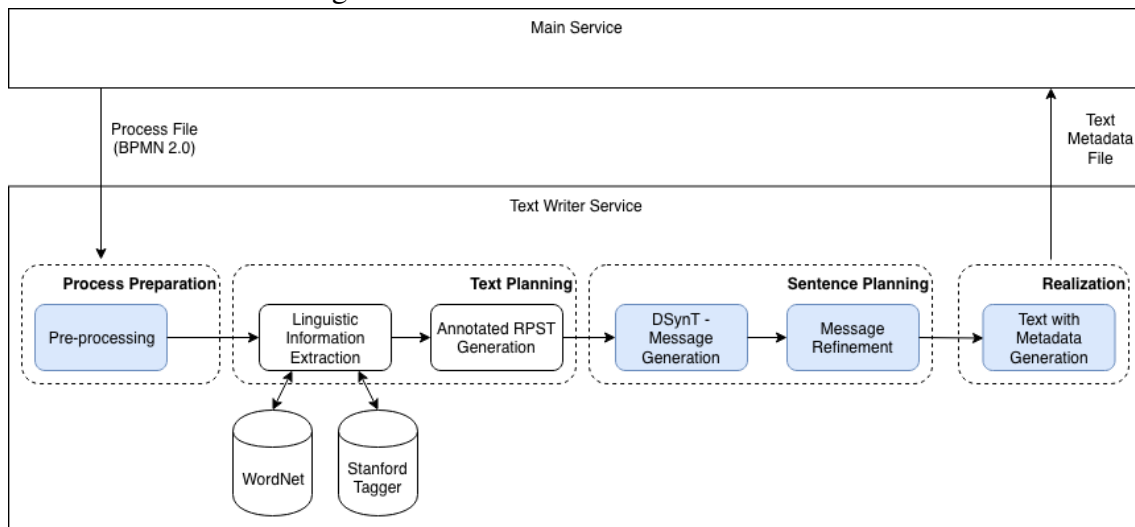 Main Service
Process File
(BPMN 2.0)
Text
Metadata
File
Text Writer Service
Process Preparation
Text Planning
Sentence Planning
Realization
Pre-processing
Linguistic
Information
Extraction
Annotated RPST
Generation
DSynT -
Message
Generation
Message
Refinement
Text with
Metadata
Generation
WordNet
Stanford
Tagger